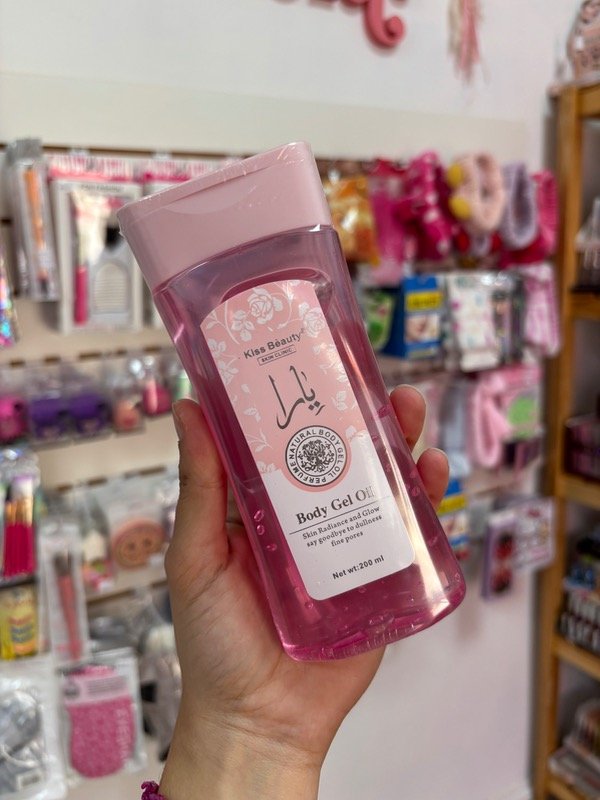 Kiss Beauty®
SKIN CLINIC
يارا
PERFUME NATURAL BODY GEL OIL
Body Gel Oil
Skin Radiance and Glow
say goodbye to dullness
fine pores
Net wt:200 ml